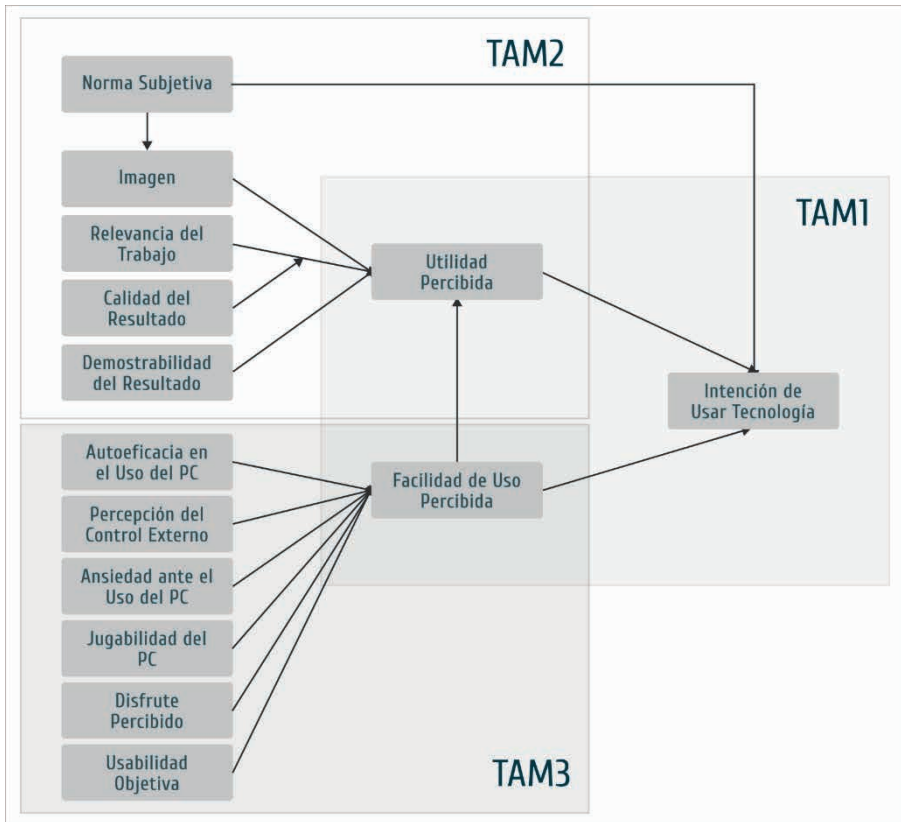 TAM2
Norma Subjetiva
Imagen
Relevancia del
Trabajo
Calidad del
Resultado
Demostrabilidad
del Resultado
TAM1
Utilidad
Percibida
Intención de
Usar Tecnología
Facilidad de Uso
Percibida
Autoeficacia en
el Uso del PC
Percepción del
Control Externo
Ansiedad ante el
Uso del PC
Jugabilidad del
PC
Disfrute
Percibido
Usabilidad
Objetiva
TAM3